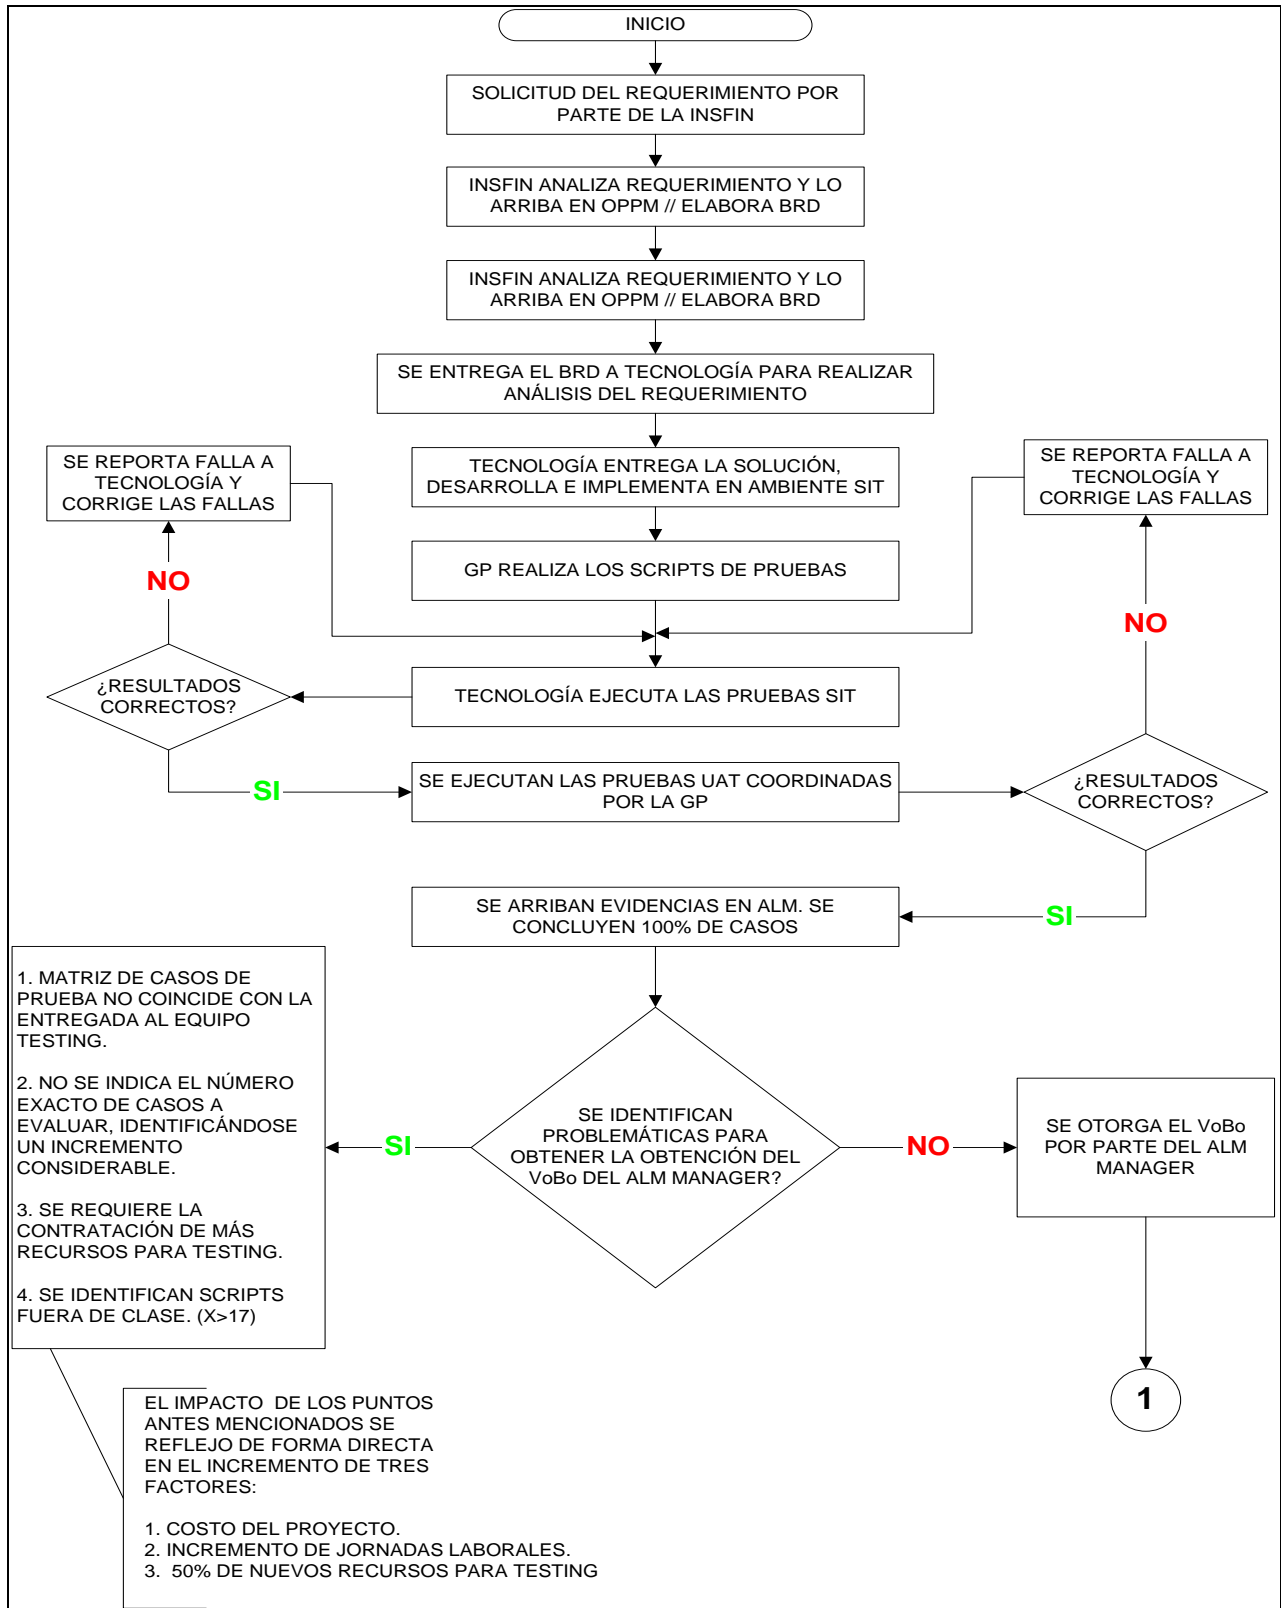 INICIO
SOLICITUD DEL REQUERIMIENTO POR
PARTE DE LA INSFIN
INSFIN ANALIZA REQUERIMIENTO Y LO
ARRIBA EN OPPM // ELABORA BRD
INSFIN ANALIZA REQUERIMIENTO Y LO
ARRIBA EN OPPM // ELABORA BRD
SE ENTREGA EL BRD A TECNOLOGÍA PARA REALIZAR
ANÁLISIS DEL REQUERIMIENTO
SE REPORTA FALLA A
TECNOLOGÍA Y
CORRIGE LAS FALLAS
TECNOLOGÍA ENTREGA LA SOLUCIÓN,
DESARROLLA E IMPLEMENTA EN AMBIENTE SIT
SE REPORTA FALLA A
TECNOLOGÍA Y
CORRIGE LAS FALLAS
GP REALIZA LOS SCRIPTS DE PRUEBAS
NO
NO
¿RESULTADOS
CORRECTOS?
TECNOLOGÍA EJECUTA LAS PRUEBAS SIT
SI
SE EJECUTAN LAS PRUEBAS UAT COORDINADAS
POR LA GP
¿RESULTADOS
CORRECTOS?
SE ARRIBAN EVIDENCIAS EN ALM. SE
CONCLUYEN 100% DE CASOS
SI
1. MATRIZ DE CASOS DE
PRUEBA NO COINCIDE CON LA
ENTREGADA AL EQUIPO
TESTING.
2. NO SE INDICA EL NÚMERO
EXACTO DE CASOS A
EVALUAR, IDENTIFICÁNDOSE
UN INCREMENTO
CONSIDERABLE.
3. SE REQUIERE LA
CONTRATACIÓN DE MÁS
RECURSOS PARA TESTING.
4. SE IDENTIFICAN SCRIPTS
FUERA DE CLASE. (X>17)
SI
SE IDENTIFICAN
PROBLEMÁTICAS PARA
OBTENER LA OBTENCIÓN DEL
VoBo DEL ALM MANAGER?
NO
SE OTORGA EL VoBo
POR PARTE DEL ALM
MANAGER
1
EL IMPACTO  DE LOS PUNTOS
ANTES MENCIONADOS SE
REFLEJO DE FORMA DIRECTA
EN EL INCREMENTO DE TRES
FACTORES:
1. COSTO DEL PROYECTO.
2. INCREMENTO DE JORNADAS LABORALES.
3.  50% DE NUEVOS RECURSOS PARA TESTING